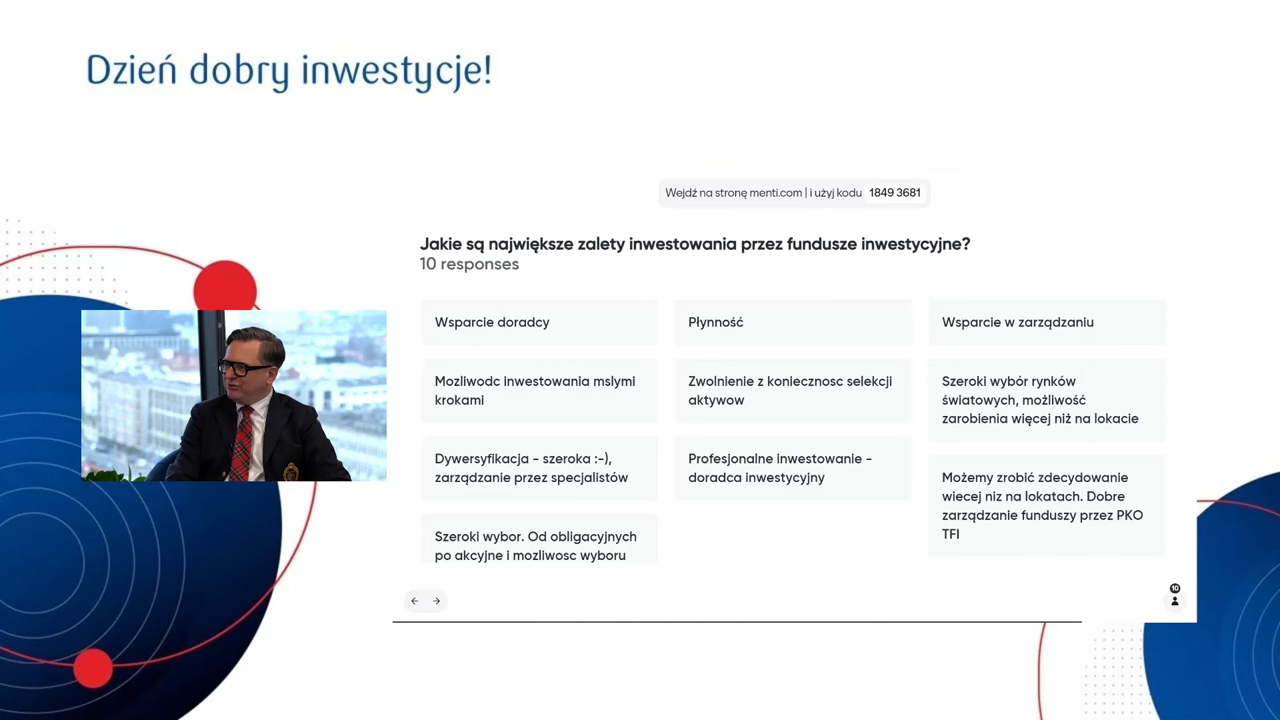 Dzień dobry inwestycje!
Wejdź na stronę menti.com | i użyj kodu 1849 3681
Jakie są największe zalety inwestowania przez fundusze inwestycyjne?
10 responses
Wsparcie doradcy
Mozliwodc inwestowania mslymi
krokami
Dywersyfikacja - szeroka :-),
zarządzanie przez specjalistów
Szeroki wybor. Od obligacyjnych
po akcyjne i mozliwosc wyboru
Płynność
Zwolnienie z koniecznosc selekcji
aktywow
Profesjonalne inwestowanie -
doradca inwestycyjny
Wsparcie w zarządzaniu
Szeroki wybór rynków
światowych, możliwość
zarobienia więcej niż na lokacie
Możemy zrobić zdecydowanie
wiecej niz na lokatach. Dobre
zarządzanie funduszy przez PKO
TFI
10